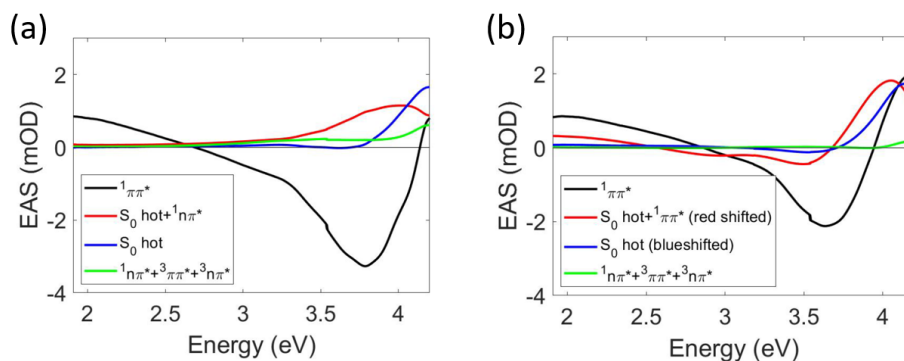 (a)
EAS (mOD)
2
0
-2
-4
¹ππ*
S₀ hot+¹nπ*
S₀ hot
¹nπ*+³ππ*+³nπ*
2 2.5 3 3.5 4
Energy (eV)
(b)
EAS (mOD)
2
0
-2
-4
¹ππ*
S₀ hot+¹ππ* (red shifted)
S₀ hot (blueshifted)
¹nπ*+³ππ*+³nπ*
2 2.5 3 3.5 4
Energy (eV)